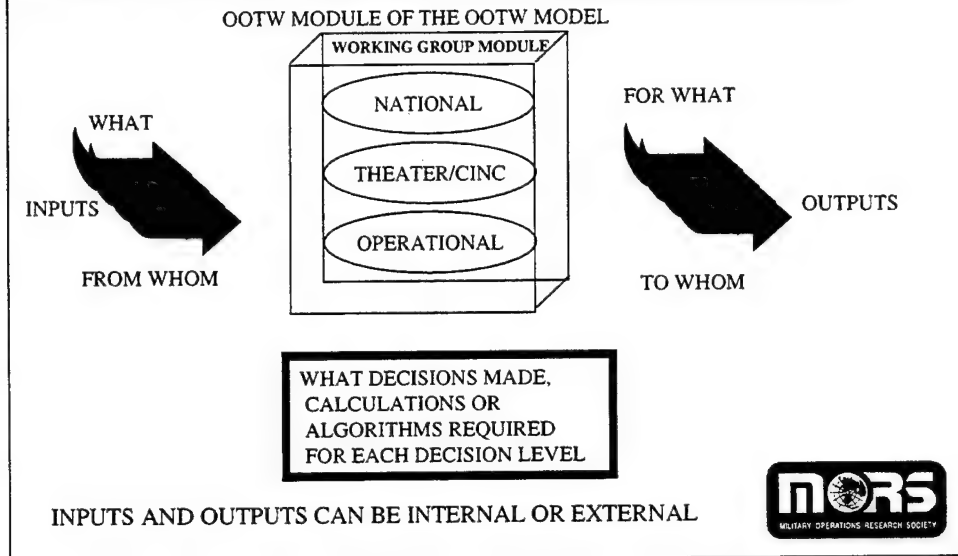 OOTW MODULE OF THE OOTW MODEL
WORKING GROUP MODULE
NATIONAL
THEATER/CINC
OPERATIONAL
WHAT
INPUTS
FROM WHOM
FOR WHAT
OUTPUTS
TO WHOM
WHAT DECISIONS MADE,
CALCULATIONS OR
ALGORITHMS REQUIRED
FOR EACH DECISION LEVEL
INPUTS AND OUTPUTS CAN BE INTERNAL OR EXTERNAL
MORS
MILITARY OPERATIONS RESEARCH SOCIETY